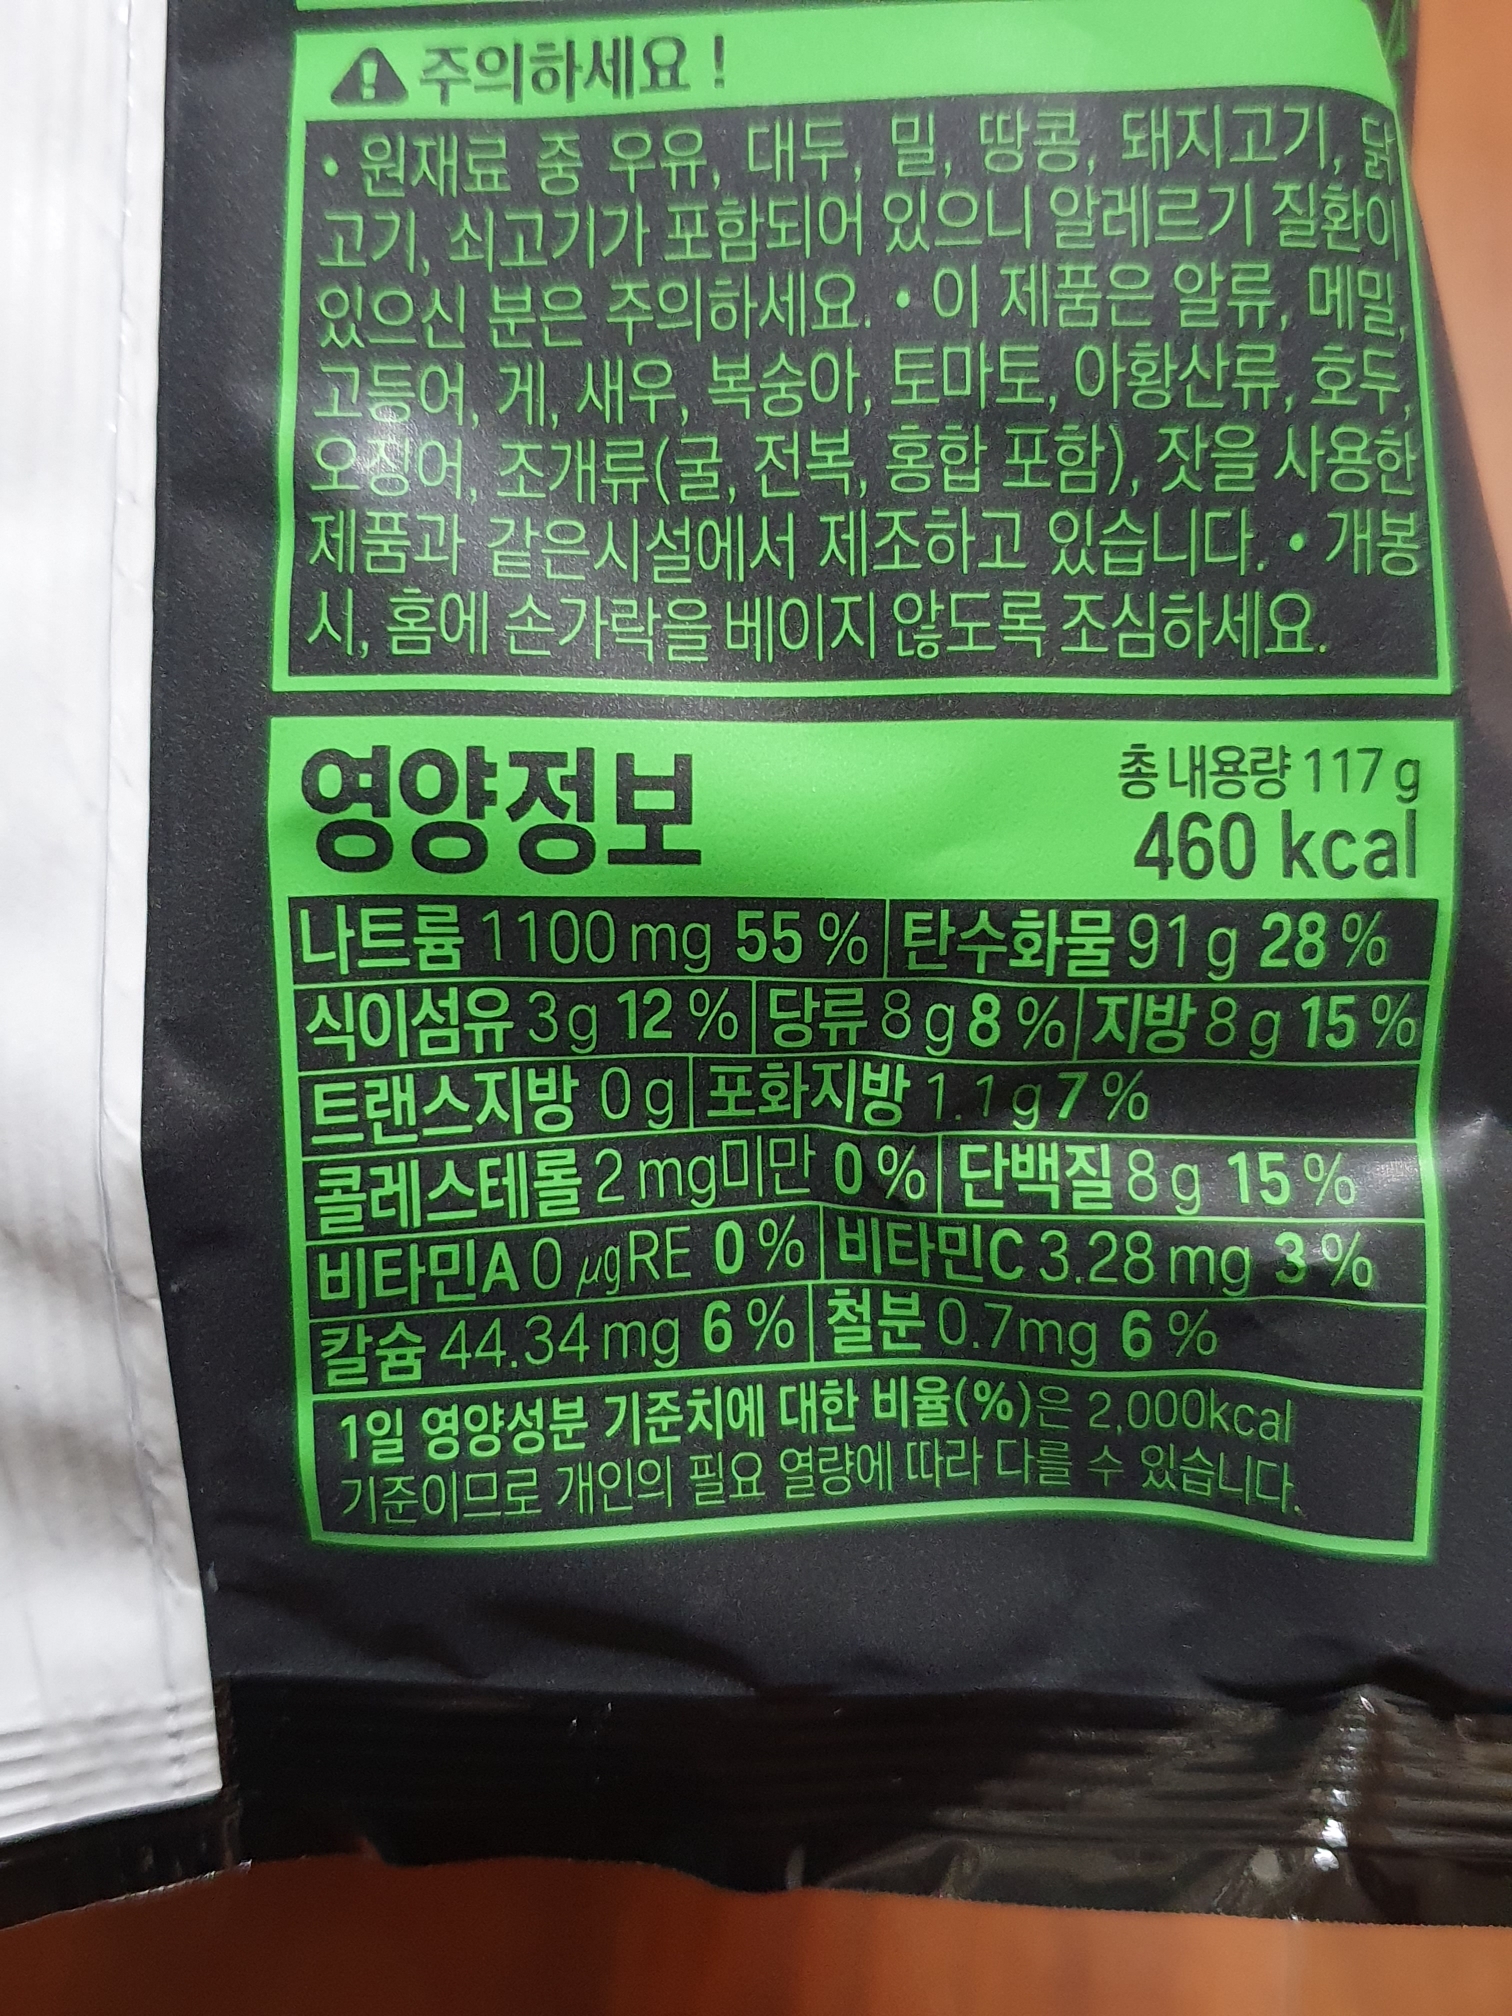 주의하세요!
• 원재료 중 우유, 대두, 밀, 땅콩, 돼지고기, 닭
고기, 쇠고기가 포함되어 있으니 알레르기 질환이
있으신 분은 주의하세요. • 이 제품은 알류, 메밀,
고등어, 게, 새우, 복숭아, 토마토, 아황산류, 호두,
오징어, 조개류(굴, 전복, 홍합 포함), 잣을 사용한
제품과 같은시설에서 제조하고 있습니다. • 개봉
시, 홈에 손가락을 베이지 않도록 조심하세요.
영양정보 총 내용량 117 g
460 kcal
나트륨 1100 mg 55 % 탄수화물 91 g 28 %
식이섬유 3g 12 % 당류 8 g 8 % 지방 8 g 15 %
트랜스지방 0 g 포화지방 1.1 g 7 %
콜레스테롤 2 mg미만 0 % 단백질 8 g 15 %
비타민A 0 μgRE 0 % 비타민C 3.28 mg 3 %
칼슘 44.34 mg 6 % 철분 0.7mg 6 %
1일 영양성분 기준치에 대한 비율(%)은 2,000kcal
기준이므로 개인의 필요 열량에 따라 다를 수 있습니다.